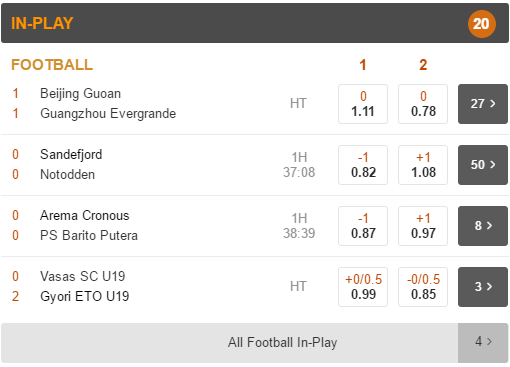 IN-PLAY 20
FOOTBALL 1 2
1 Beijing Guoan
1 Guangzhou Evergrande
HT
0 0
1.11 0.78
27 >
0 Sandefjord
0 Notodden
1H
37:08
-1 +1
0.82 1.08
50 >
0 Arema Cronous
0 PS Barito Putera
1H
38:39
-1 +1
0.87 0.97
8 >
0 Vasas SC U19
2 Gyori ETO U19
HT
+0/0.5 -0/0.5
0.99 0.85
3 >
All Football In-Play 4 >